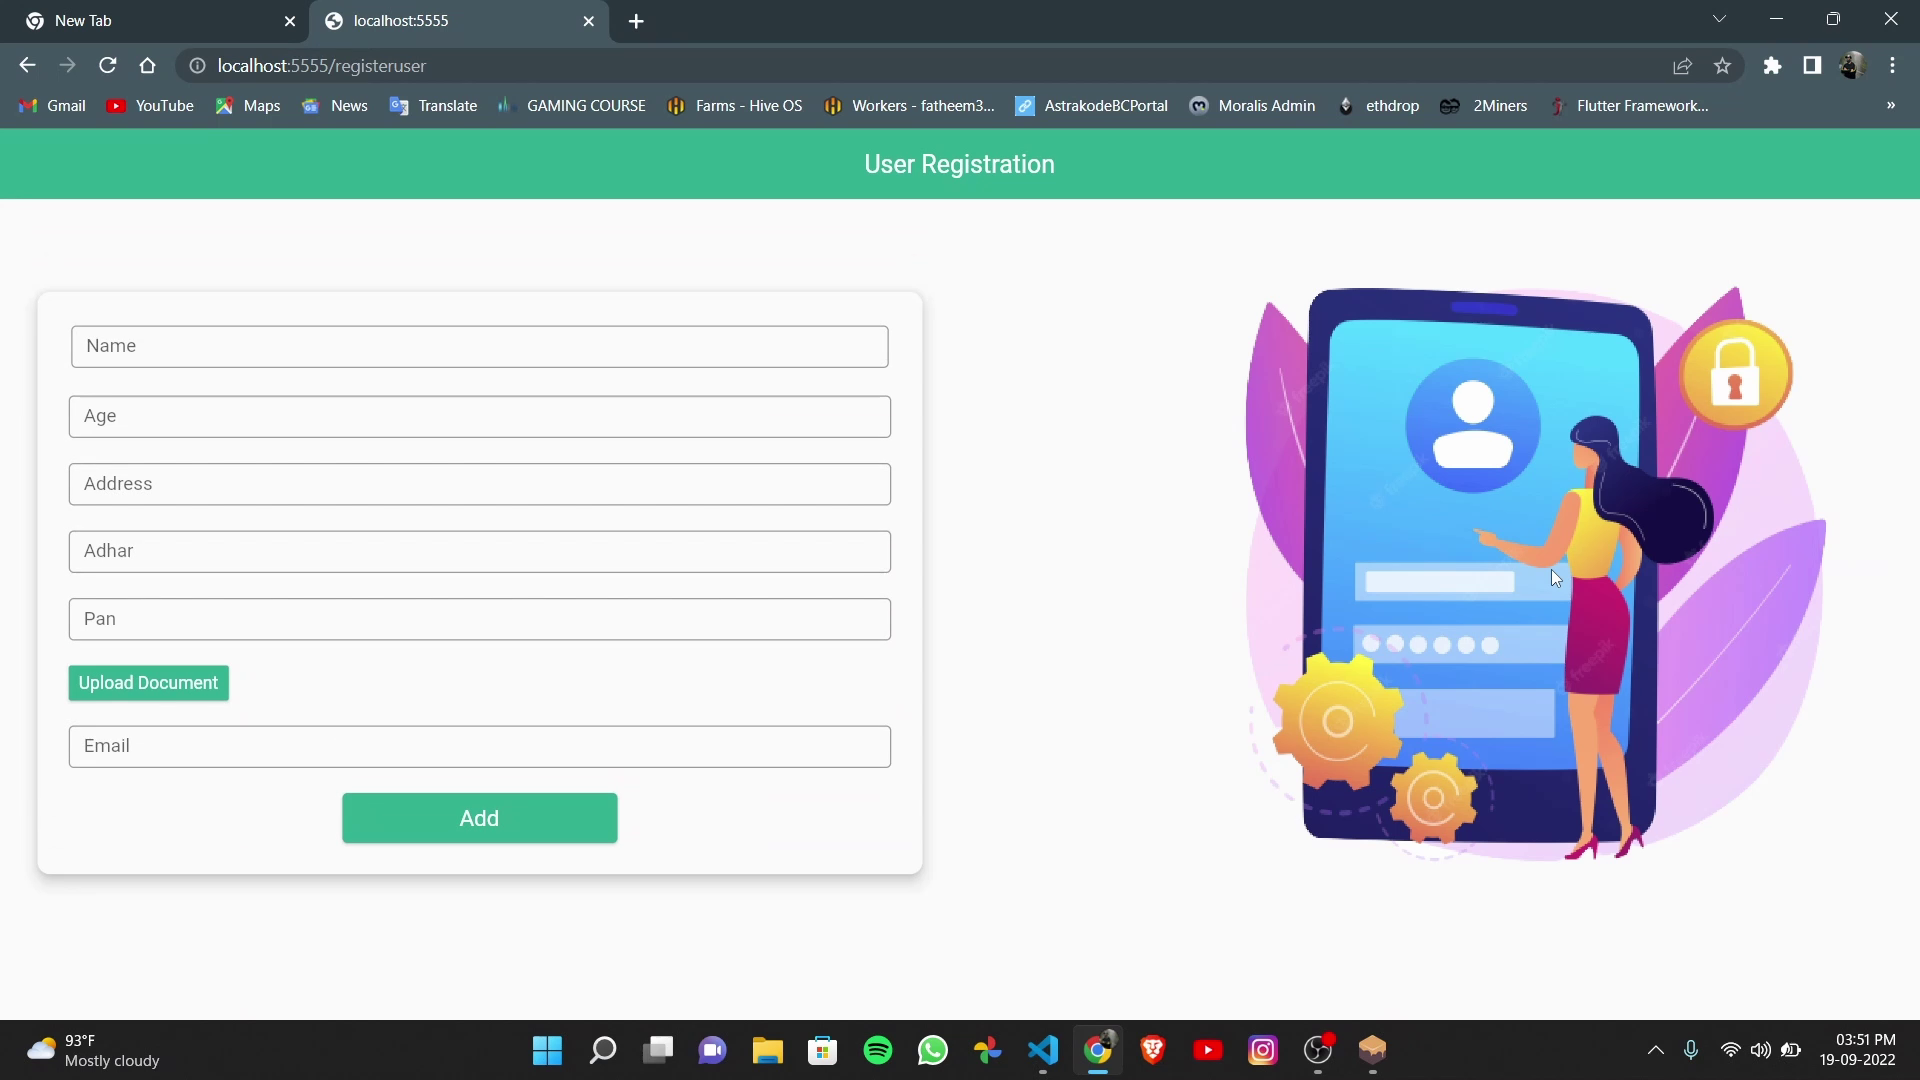 New Tab
localhost:5555
localhost:5555/registeruser
Gmail YouTube Maps News Translate GAMING COURSE Farms - Hive OS Workers - fatheem3... AstrakodeBCPortal Moralis Admin ethdrop 2Miners Flutter Framework... »
User Registration
Name
Age
Address
Adhar
Pan
Upload Document
Email
Add
93°F
Mostly cloudy
03:51 PM
19-09-2022